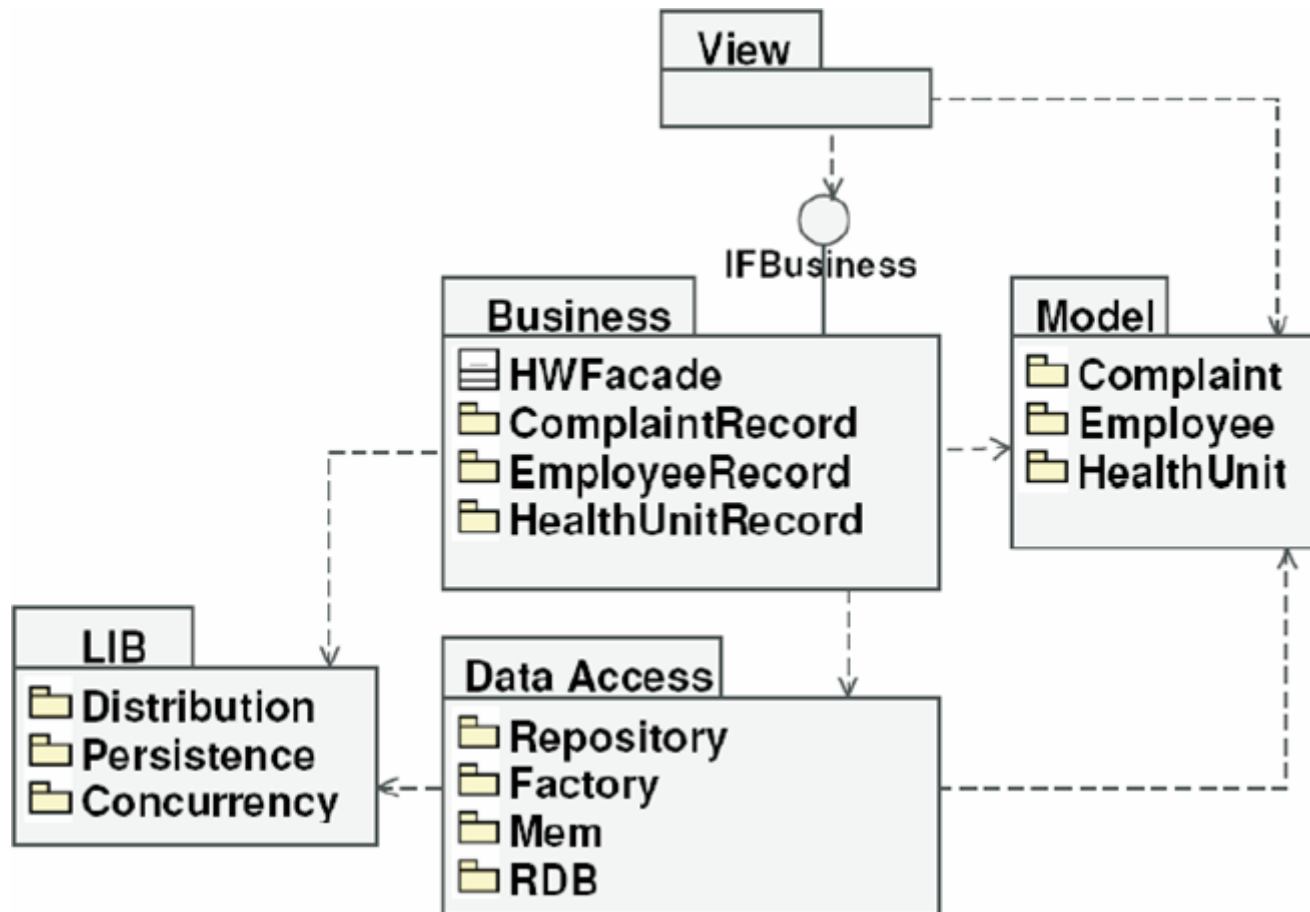 View
IFBusiness
Business
HWFacade
ComplaintRecord
EmployeeRecord
HealthUnitRecord
Model
Complaint
Employee
HealthUnit
LIB
Distribution
Persistence
Concurrency
Data Access
Repository
Factory
Mem
RDB